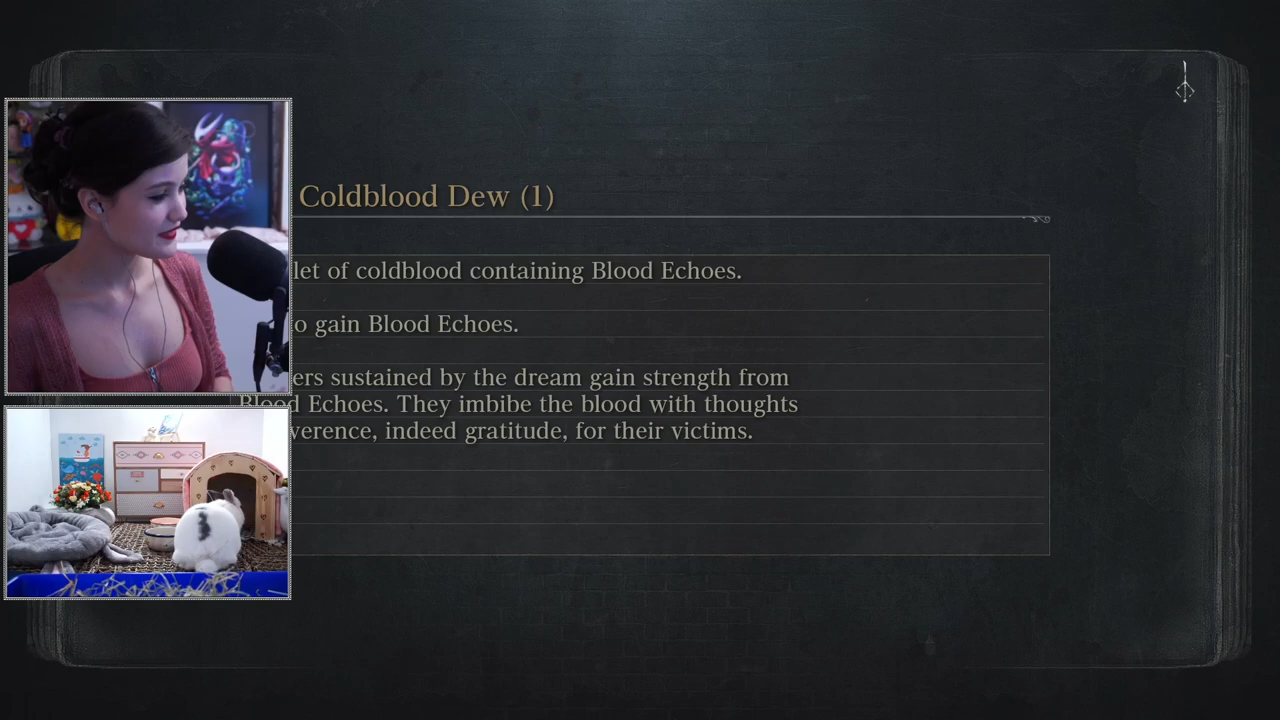 Coldblood Dew (1)
let of coldblood containing Blood Echoes.
o gain Blood Echoes.
ers sustained by the dream gain strength from
Blood Echoes. They imbibe the blood with thoughts
verence, indeed gratitude, for their victims.